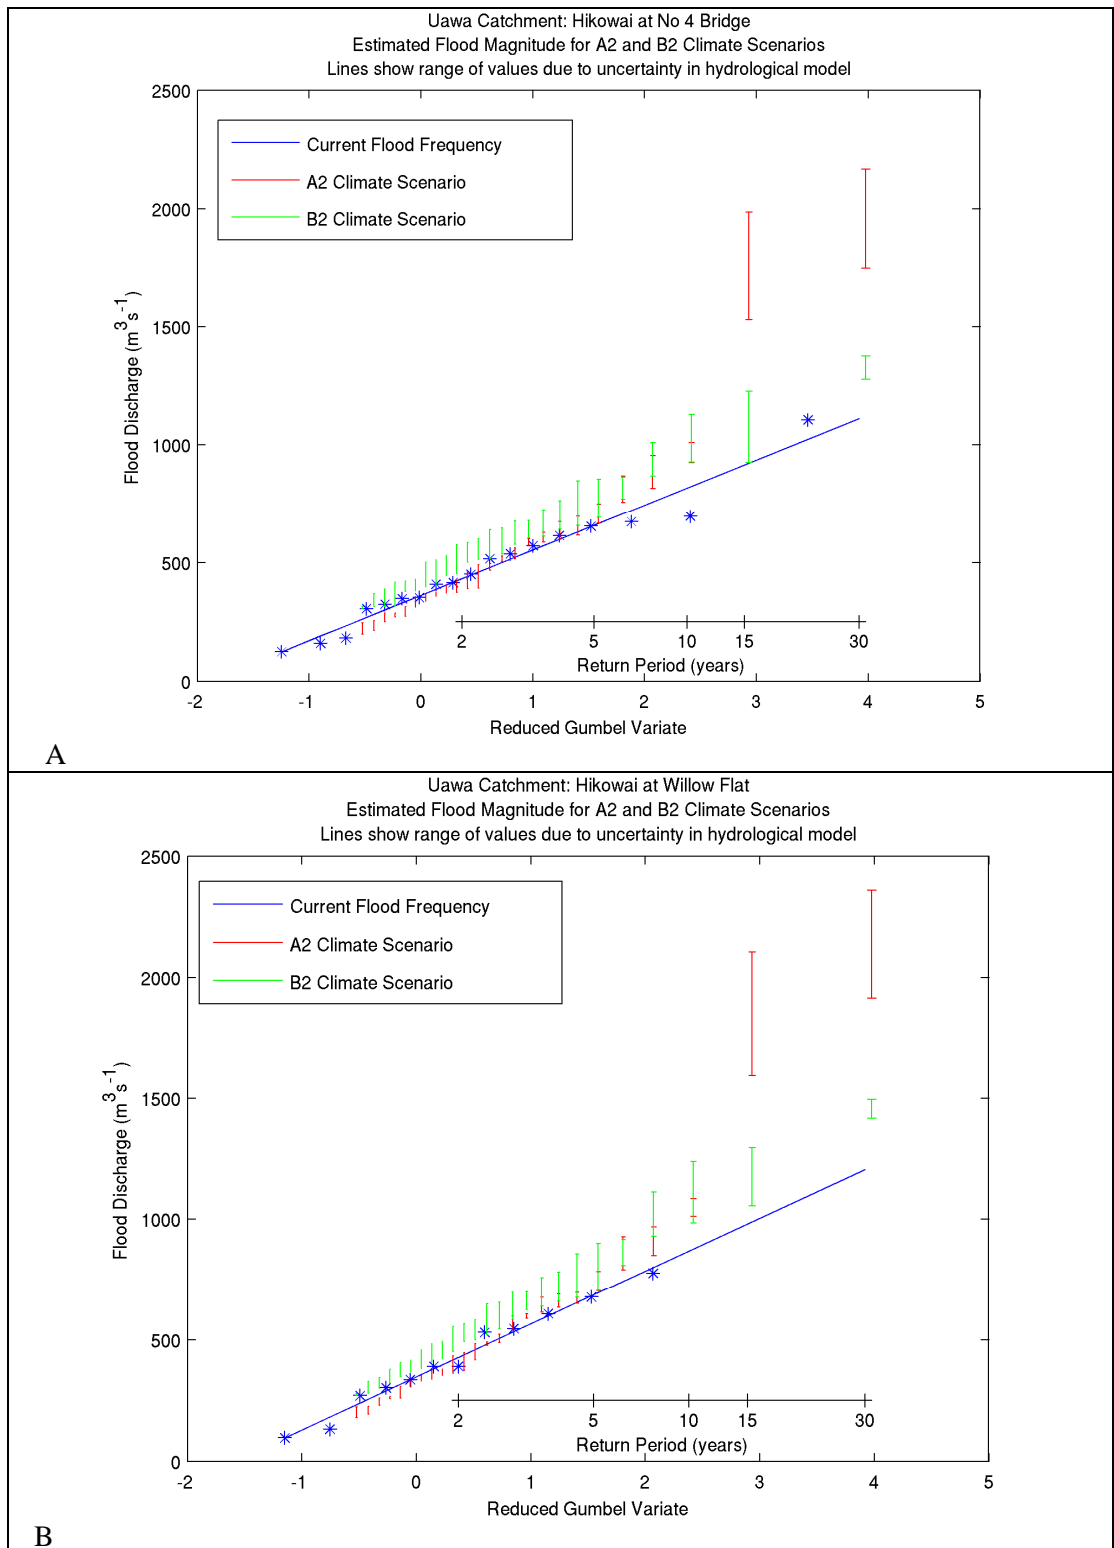 Uawa Catchment: Hikowai at No 4 Bridge
Estimated Flood Magnitude for A2 and B2 Climate Scenarios
Lines show range of values due to uncertainty in hydrological model
2500
2000
1500
1000
500
0
Flood Discharge (m³s⁻¹)
Current Flood Frequency
A2 Climate Scenario
B2 Climate Scenario
2 5 10 15 30
Return Period (years)
-2 -1 0 1 2 3 4 5
Reduced Gumbel Variate
A
Uawa Catchment: Hikowai at Willow Flat
Estimated Flood Magnitude for A2 and B2 Climate Scenarios
Lines show range of values due to uncertainty in hydrological model
2500
2000
1500
1000
500
0
Flood Discharge (m³s⁻¹)
Current Flood Frequency
A2 Climate Scenario
B2 Climate Scenario
2 5 10 15 30
Return Period (years)
-2 -1 0 1 2 3 4 5
Reduced Gumbel Variate
B